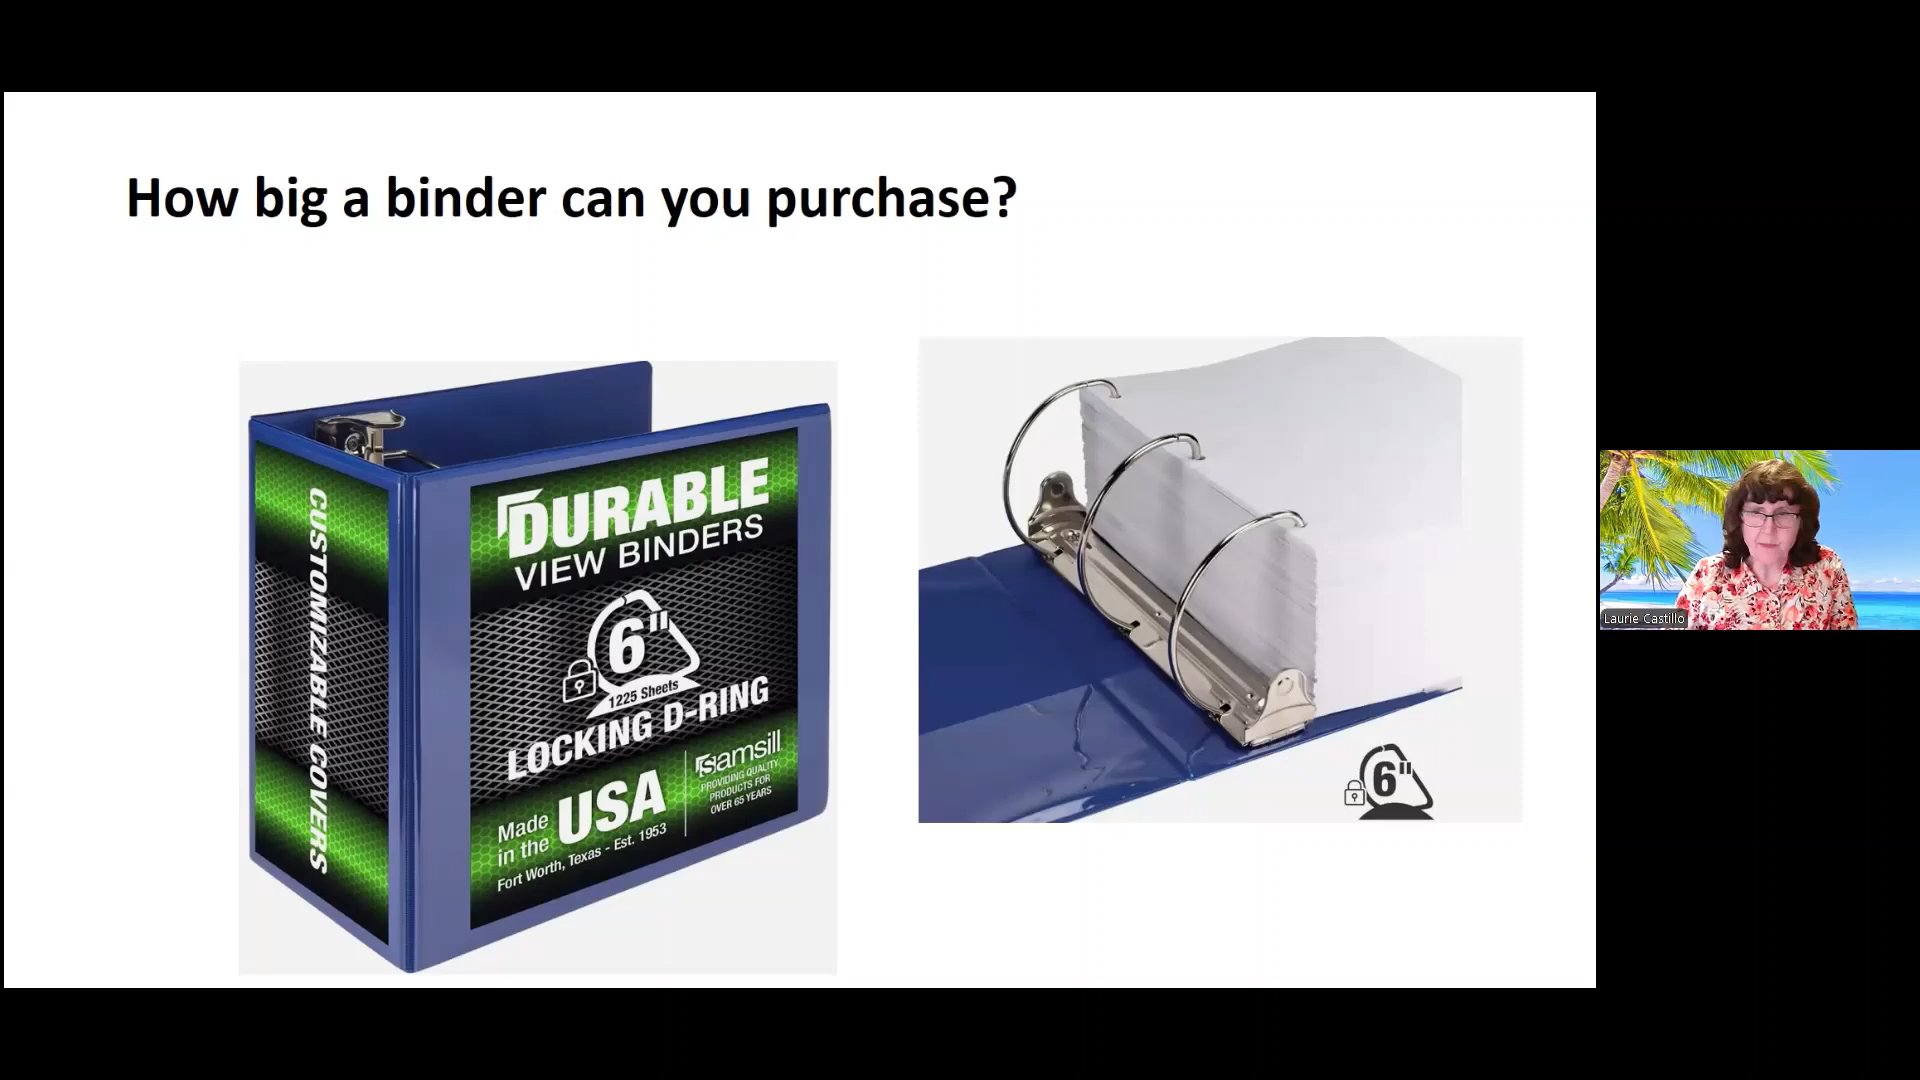 How big a binder can you purchase?
CUSTOMIZABLE COVERS
DURABLE
VIEW BINDERS
6"
1225 Sheets
LOCKING D-RING
Made
in the
USA
Fort Worth, Texas - Est. 1953
samsill
PROVIDING QUALITY
PRODUCTS FOR
OVER 65 YEARS
6"
Laurie Castillo